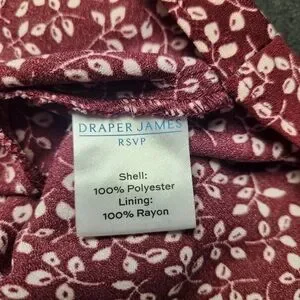 DRAPER JAMES
RSVP
Shell:
100% Polyester
Lining:
100% Rayon